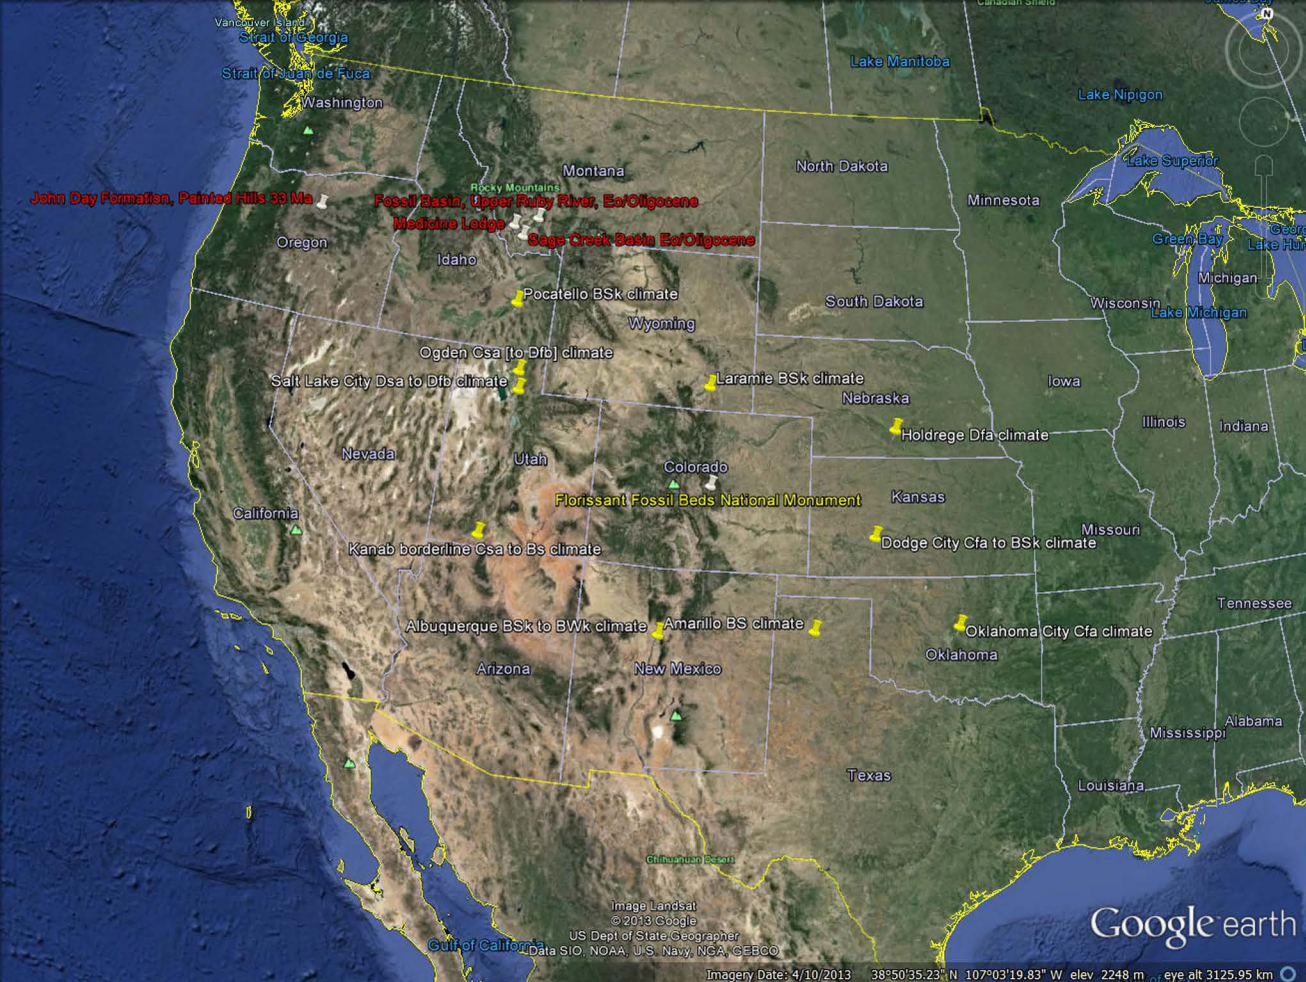 Canadian Shield
James Bay
Vancouver Island
N
Strait of Georgia
Lake Manitoba
Strait of Juan de Fuca
Washington
Lake Nipigon
Lake Superior
Montana
North Dakota
Rocky Mountains
John Day Formation, Painted Hills 33 Ma
Fossil Basin, Upper Ruby River, Eo/Oligocene
Minnesota
Medicine Lodge
Oregon
Sage Creek Basin Eo/Oligocene
Green Bay
Lake Hur
Idaho
Michigan
Pocatello BSk climate
South Dakota
Wisconsin
Lake Michigan
Wyoming
Ogden Csa [to Dfb] climate
Salt Lake City Dsa to Dfb climate
Laramie BSk climate
Iowa
Nebraska
Illinois
Indiana
Holdrege Dfa climate
Nevada
Utah
Colorado
Florissant Fossil Beds National Monument
Kansas
California
Missouri
Kanab borderline Csa to Bs climate
Dodge City Cfa to BSk climate
Tennessee
Albuquerque BSk to BWk climate
Amarillo BS climate
Oklahoma City Cfa climate
Oklahoma
Arizona
New Mexico
Mississippi
Alabama
Texas
Louisiana
Chihuahuan Desert
Image Landsat
© 2013 Google
US Dept of State Geographer
Data SIO, NOAA, U.S. Navy, NGA, GEBCO
Gulf of California
Google earth
Imagery Date: 4/10/2013 38°50'35.23" N 107°03'19.83" W elev 2248 m eye alt 3125.95 km